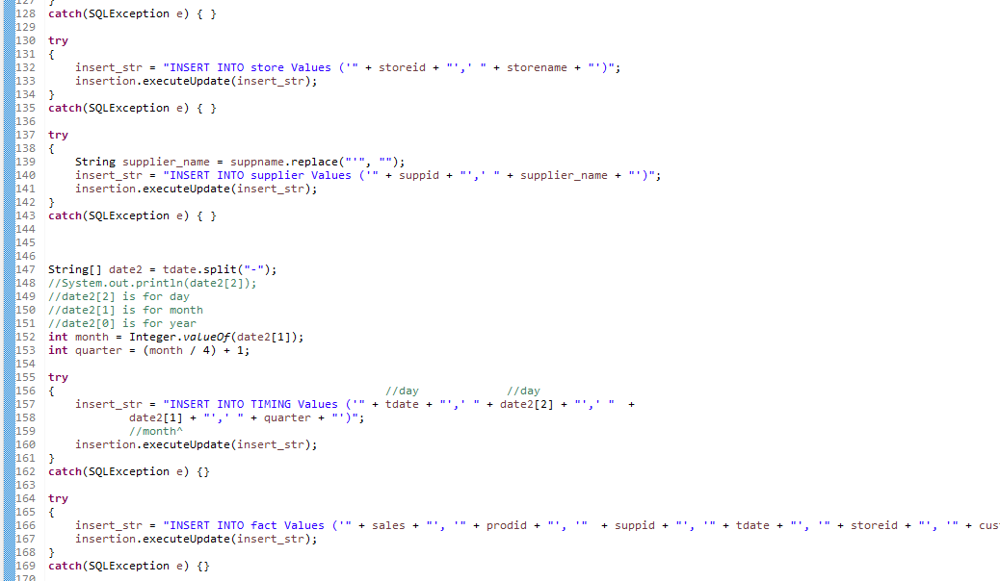 127 }
128 catch(SQLException e) { }
129
130 try
131 {
132     insert_str = "INSERT INTO store Values ('" + storeid + "',' " + storename + "')";
133     insertion.executeUpdate(insert_str);
134 }
135 catch(SQLException e) { }
136
137 try
138 {
139     String supplier_name = suppname.replace("'", "");
140     insert_str = "INSERT INTO supplier Values ('" + suppid + "',' " + supplier_name + "')";
141     insertion.executeUpdate(insert_str);
142 }
143 catch(SQLException e) { }
144
145
146
147 String[] date2 = tdate.split("-");
148 //System.out.println(date2[2]);
149 //date2[2] is for day
150 //date2[1] is for month
151 //date2[0] is for year
152 int month = Integer.valueOf(date2[1]);
153 int quarter = (month / 4) + 1;
154
155 try
156 {                                                 //day             //day
157     insert_str = "INSERT INTO TIMING Values ('" + tdate + "',' " + date2[2] + "',' "  +
158             date2[1] + "',' " + quarter + "')";
159             //month^
160     insertion.executeUpdate(insert_str);
161 }
162 catch(SQLException e) {}
163
164 try
165 {
166     insert_str = "INSERT INTO fact Values ('" + sales + "', '" + prodid + "', '"  + suppid + "', '" + tdate + "', '" + storeid + "', '" + cus
167     insertion.executeUpdate(insert_str);
168 }
169 catch(SQLException e) {}
170